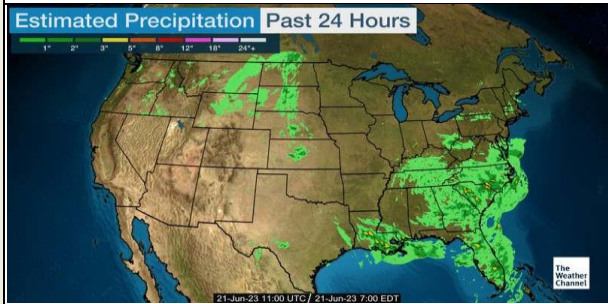 Estimated Precipitation Past 24 Hours
1" 2" 3" 5" 8" 12" 18" 24"+
The
Weather
Channel
21-Jun-23 11:00 UTC / 21-Jun-23 7:00 EDT